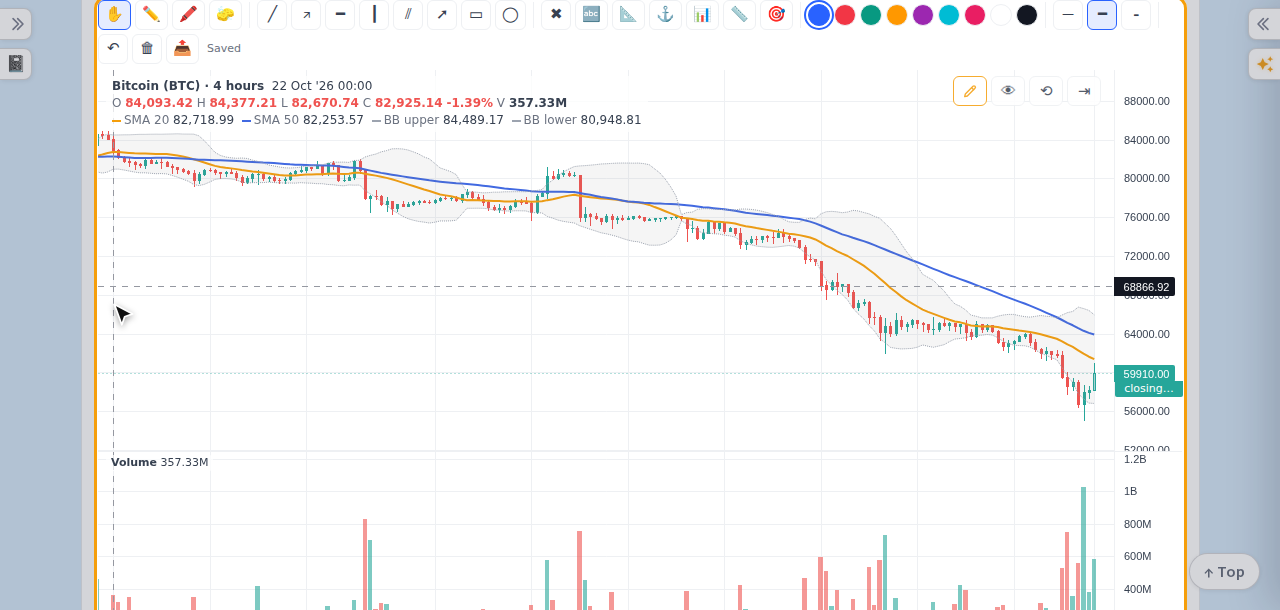 abc
Saved
Bitcoin (BTC) · 4 hours 22 Oct '26 00:00
O 84,093.42 H 84,377.21 L 82,670.74 C 82,925.14 -1.39% V 357.33M
SMA 20 82,718.99 SMA 50 82,253.57 BB upper 84,489.17 BB lower 80,948.81
88000.00
84000.00
80000.00
76000.00
72000.00
68866.92
64000.00
59910.00
closing...
56000.00
52000.00
Volume 357.33M
1.2B
1B
800M
600M
400M
↑ Top